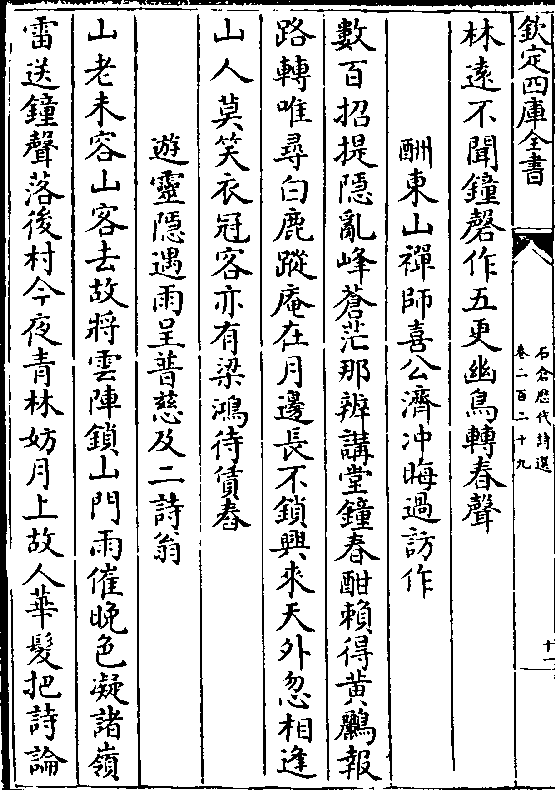 欽定四庫全書
石倉歷代詩選
卷二百二十九
十一
林遠不聞鐘磬作五更幽鳥轉春聲
酬東山禪師喜公濟冲晦過訪作
數百招提隱亂峰蒼茫那辨講堂鐘春酣頼得黄鸝報
路轉唯尋白鹿蹤庵在月邊長不鎖興來天外忽相逢
山人莫笑衣冠客亦有梁鴻待賃舂
遊靈隱遇雨呈普慈及二詩翁
山老未容山客去故將雲陣鎖山門雨催晚色凝諸嶺
雷送鐘聲落後村今夜青林妨月上故人華髮把詩論